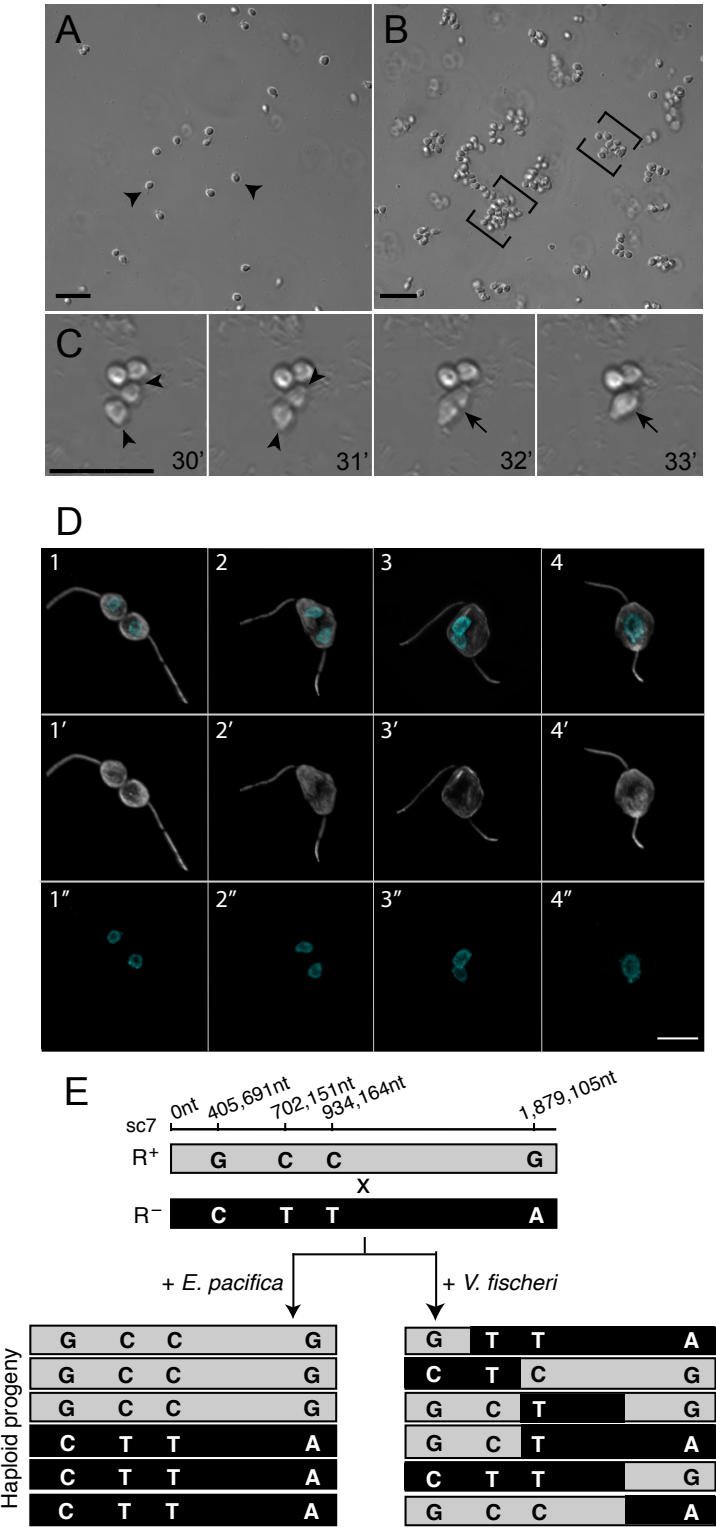 A B
C
30’ 31’ 32’ 33’
D
1 2 3 4
1′ 2′ 3′ 4′
1″ 2″ 3″ 4″
E
0nt 405,691nt 702,151nt 934,164nt 1,879,105nt
sc7
R+ G C C G
x
R− C T T A
+ E. pacifica + V. fischeri
Haploid progeny
G C C G G T T A
G C C G C T C G
G C C G G C T G
C T T A G C T A
C T T A C T T G
C T T A G C C A